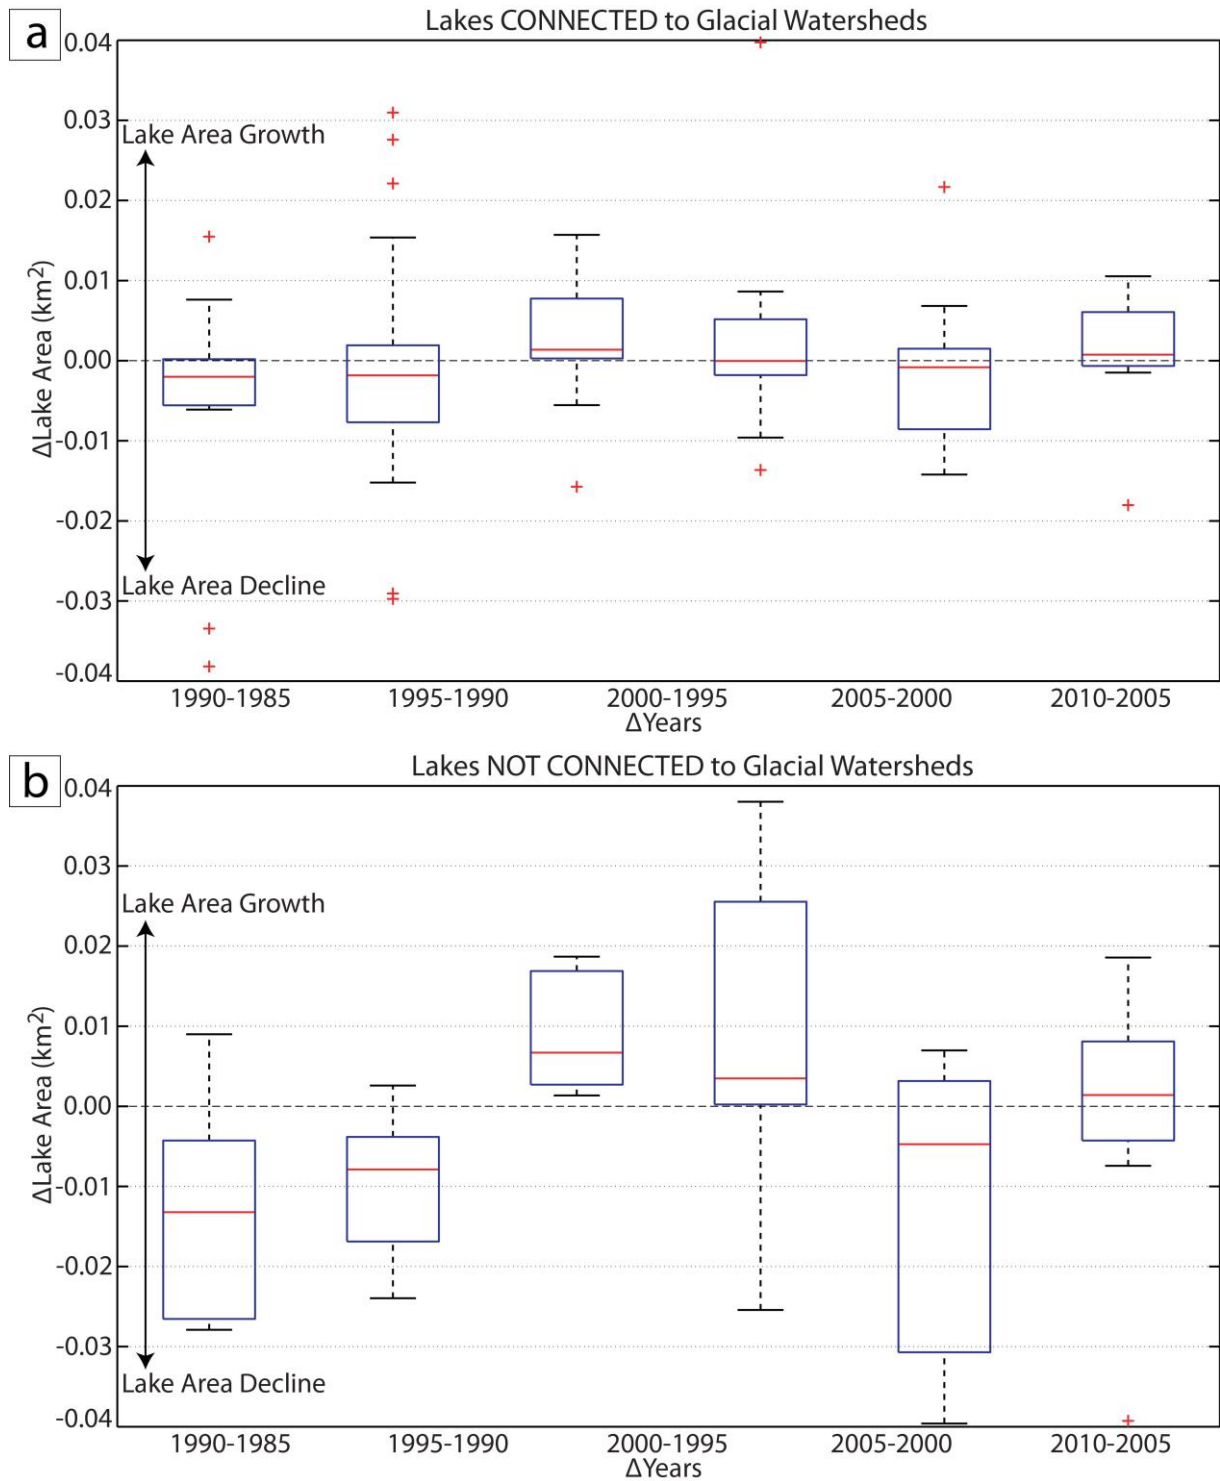 a
Lakes CONNECTED to Glacial Watersheds
0.04
0.03
Lake Area Growth
0.02
0.01
ΔLake Area (km²)
0.00
-0.01
-0.02
Lake Area Decline
-0.03
-0.04
1990-1985 1995-1990 2000-1995 2005-2000 2010-2005
ΔYears
b
Lakes NOT CONNECTED to Glacial Watersheds
0.04
0.03
Lake Area Growth
0.02
0.01
ΔLake Area (km²)
0.00
-0.01
-0.02
-0.03
Lake Area Decline
-0.04
1990-1985 1995-1990 2000-1995 2005-2000 2010-2005
ΔYears